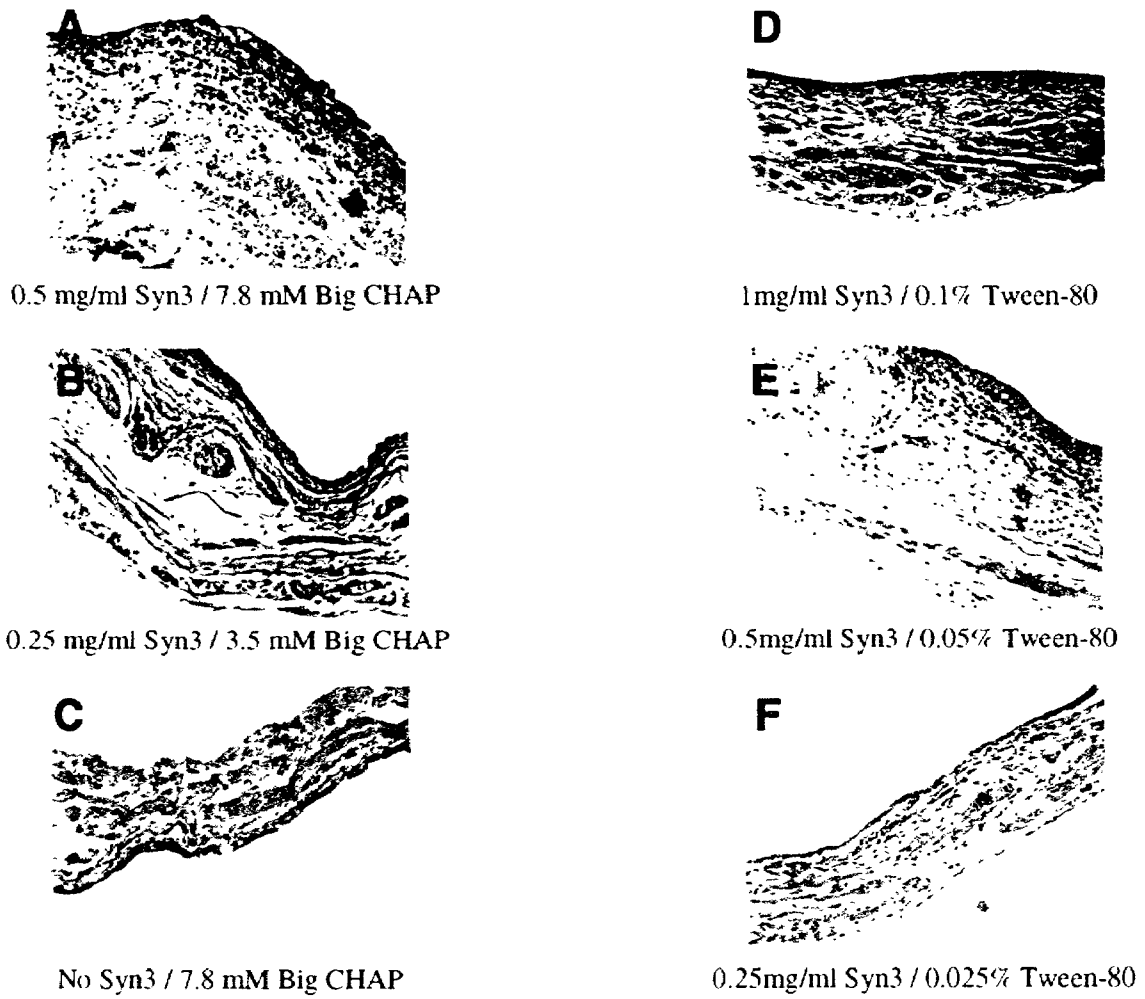 A
0.5 mg/ml Syn3 / 7.8 mM Big CHAP
B
0.25 mg/ml Syn3 / 3.5 mM Big CHAP
C
No Syn3 / 7.8 mM Big CHAP
D
1mg/ml Syn3 / 0.1% Tween-80
E
0.5mg/ml Syn3 / 0.05% Tween-80
F
0.25mg/ml Syn3 / 0.025% Tween-80